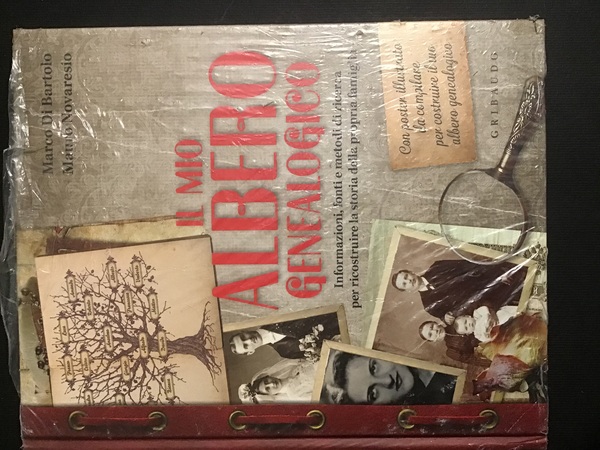 Marco Di Bartolo
Manolo Novaresio
IL MIO
ALBERO
GENEALOGICO
Informazioni, fonti e metodi di ricerca
per ricostruire la storia della propria famiglia
Con poster illustrato
da compilare
per costruire il tuo
albero genealogico
GRIBAUDO